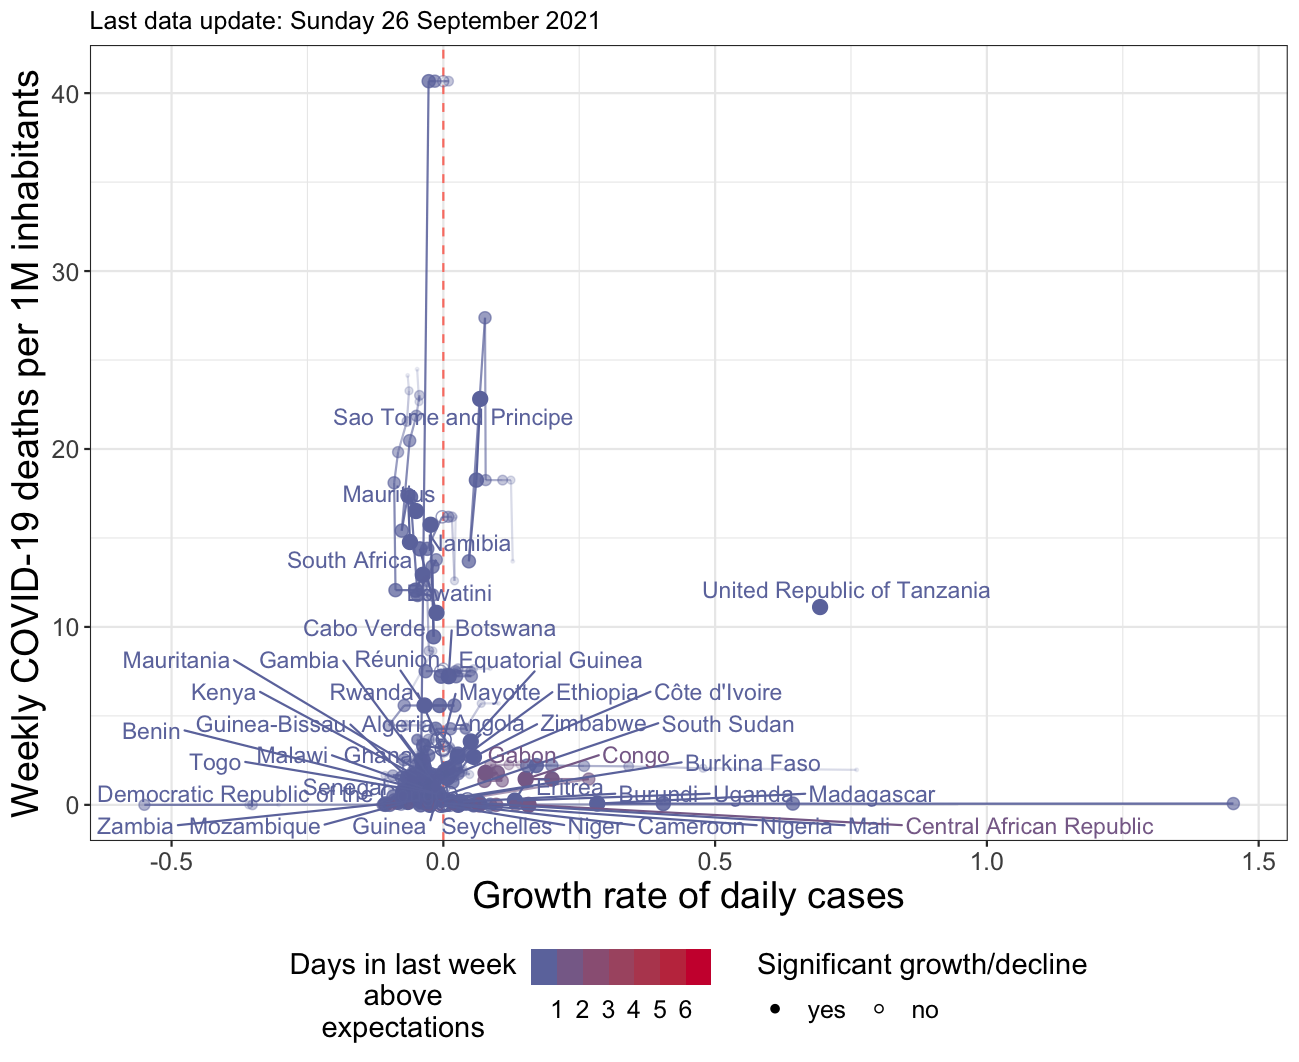 Last data update: Sunday 26 September 2021
Weekly COVID-19 deaths per 1M inhabitants
40
30
20
10
0
Sao Tome and Principe
Mauritius
Namibia
South Africa
Eswatini
United Republic of Tanzania
Cabo Verde
Botswana
Mauritania
Gambia
Réunion
Equatorial Guinea
Kenya
Rwanda
Mayotte
Ethiopia
Côte d'Ivoire
Benin
Guinea-Bissau
Algeria
Angola
Zimbabwe
South Sudan
Togo
Malawi
Ghana
Gabon
Congo
Burkina Faso
Senegal
Eritrea
Democratic Republic of the
Burundi
Uganda
Madagascar
Zambia
Mozambique
Guinea
Seychelles
Niger
Cameroon
Nigeria
Mali
Central African Republic
-0.5
0.0
0.5
1.0
1.5
Growth rate of daily cases
Days in last week
above
expectations
1 2 3 4 5 6
Significant growth/decline
yes
no